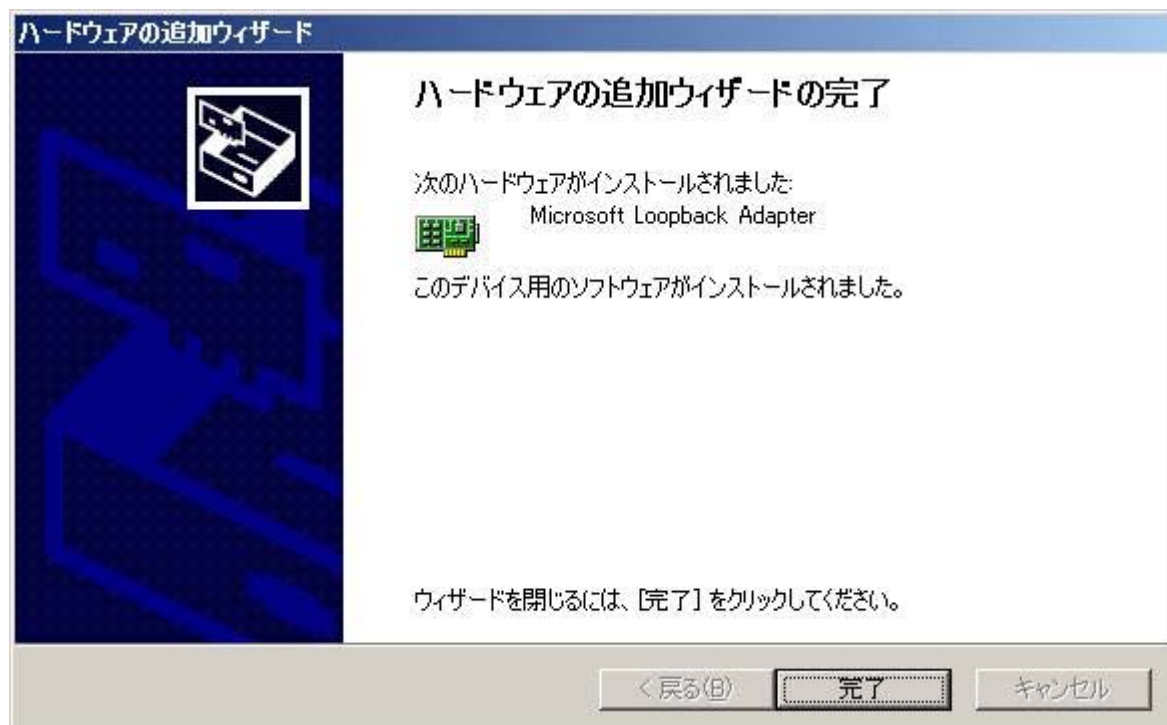 ハードウェアの追加ウィザード
ハードウェアの追加ウィザードの完了
次のハードウェアがインストールされました:
Microsoft Loopback Adapter
このデバイス用のソフトウェアがインストールされました。
ウィザードを閉じるには、[完了] をクリックしてください。
< 戻る(B) 完了 キャンセル